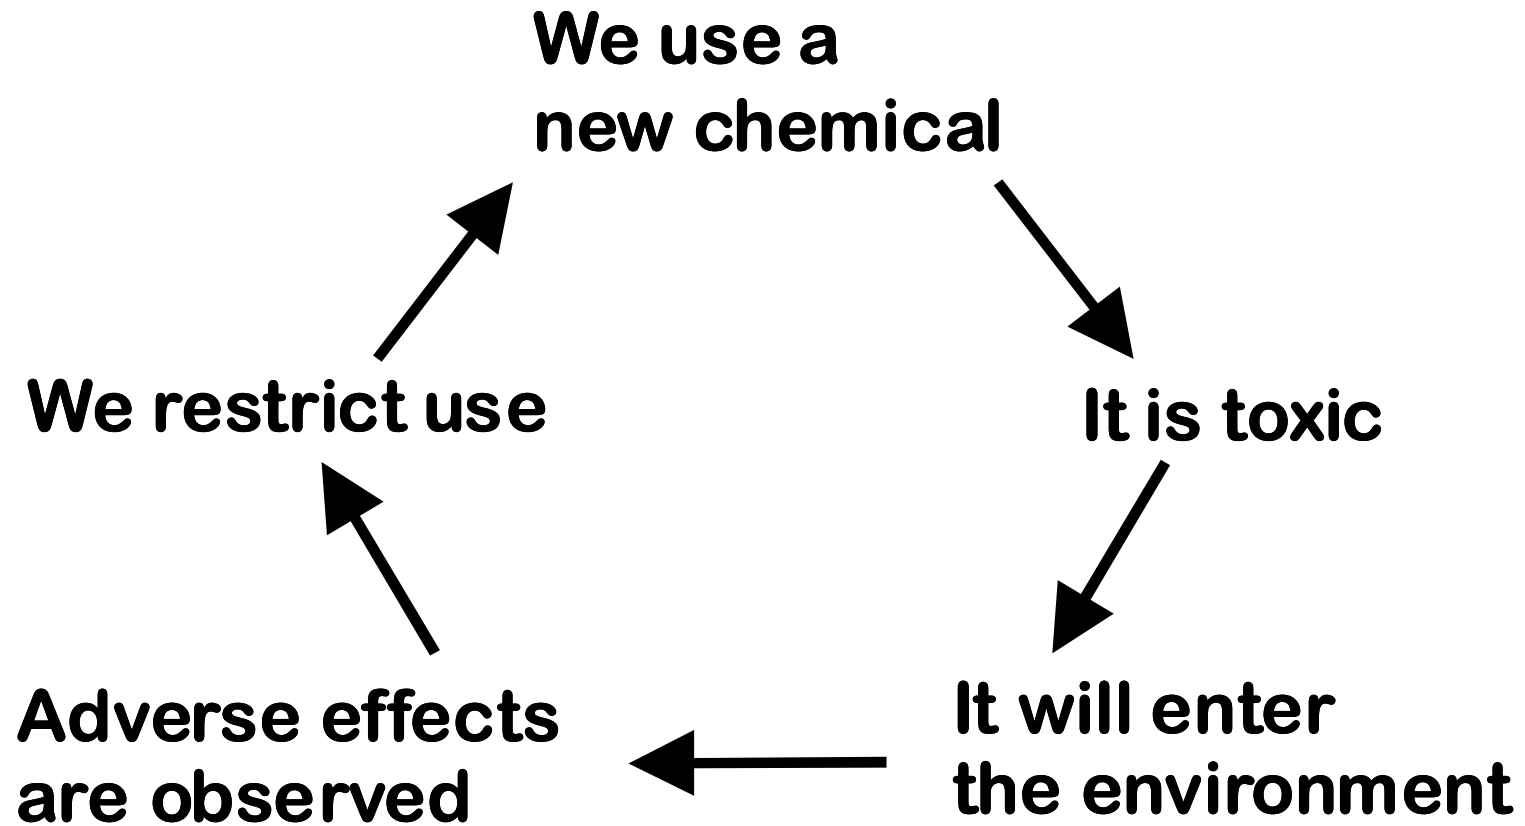 We use a
new chemical
It is toxic
It will enter
the environment
Adverse effects
are observed
We restrict use